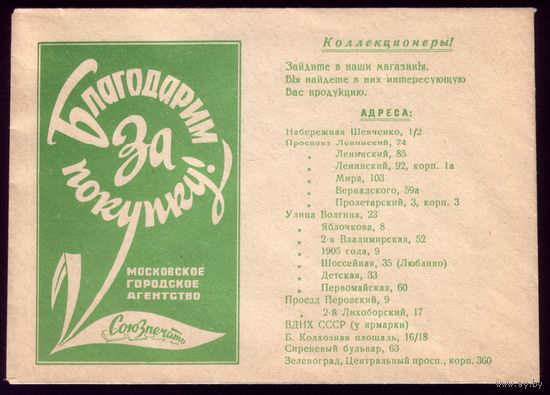 Благодарим
за
покупку!
МОСКОВСКОЕ
ГОРОДСКОЕ
АГЕНТСТВО
Союзпечать
Коллекционеры!
Зайдите в наши магазины.
Вы найдете в них интересующую
Вас продукцию.
АДРЕСА:
Набережная Шевченко, 1/2
Проспект Ленинский, 74
„ Ленинский, 85
„ Ленинский, 92, корп. 1а
„ Мира, 103
„ Вернадского, 59а
„ Пролетарский, 3, корп. 3
Улица Волгина, 23
„ Яблочкова, 8
„ 2-я Владимирская, 52
„ 1905 года, 9
„ Шоссейная, 35 (Люблино)
„ Детская, 33
„ Первомайская, 60
Проезд Перовский, 9
„ 2-й Лихоборский, 17
ВДНХ СССР (у ярмарки)
Б. Колхозная площадь, 16/18
Сиреневый бульвар, 63
Зеленоград, Центральный просп., корп. 360
www.ay.by